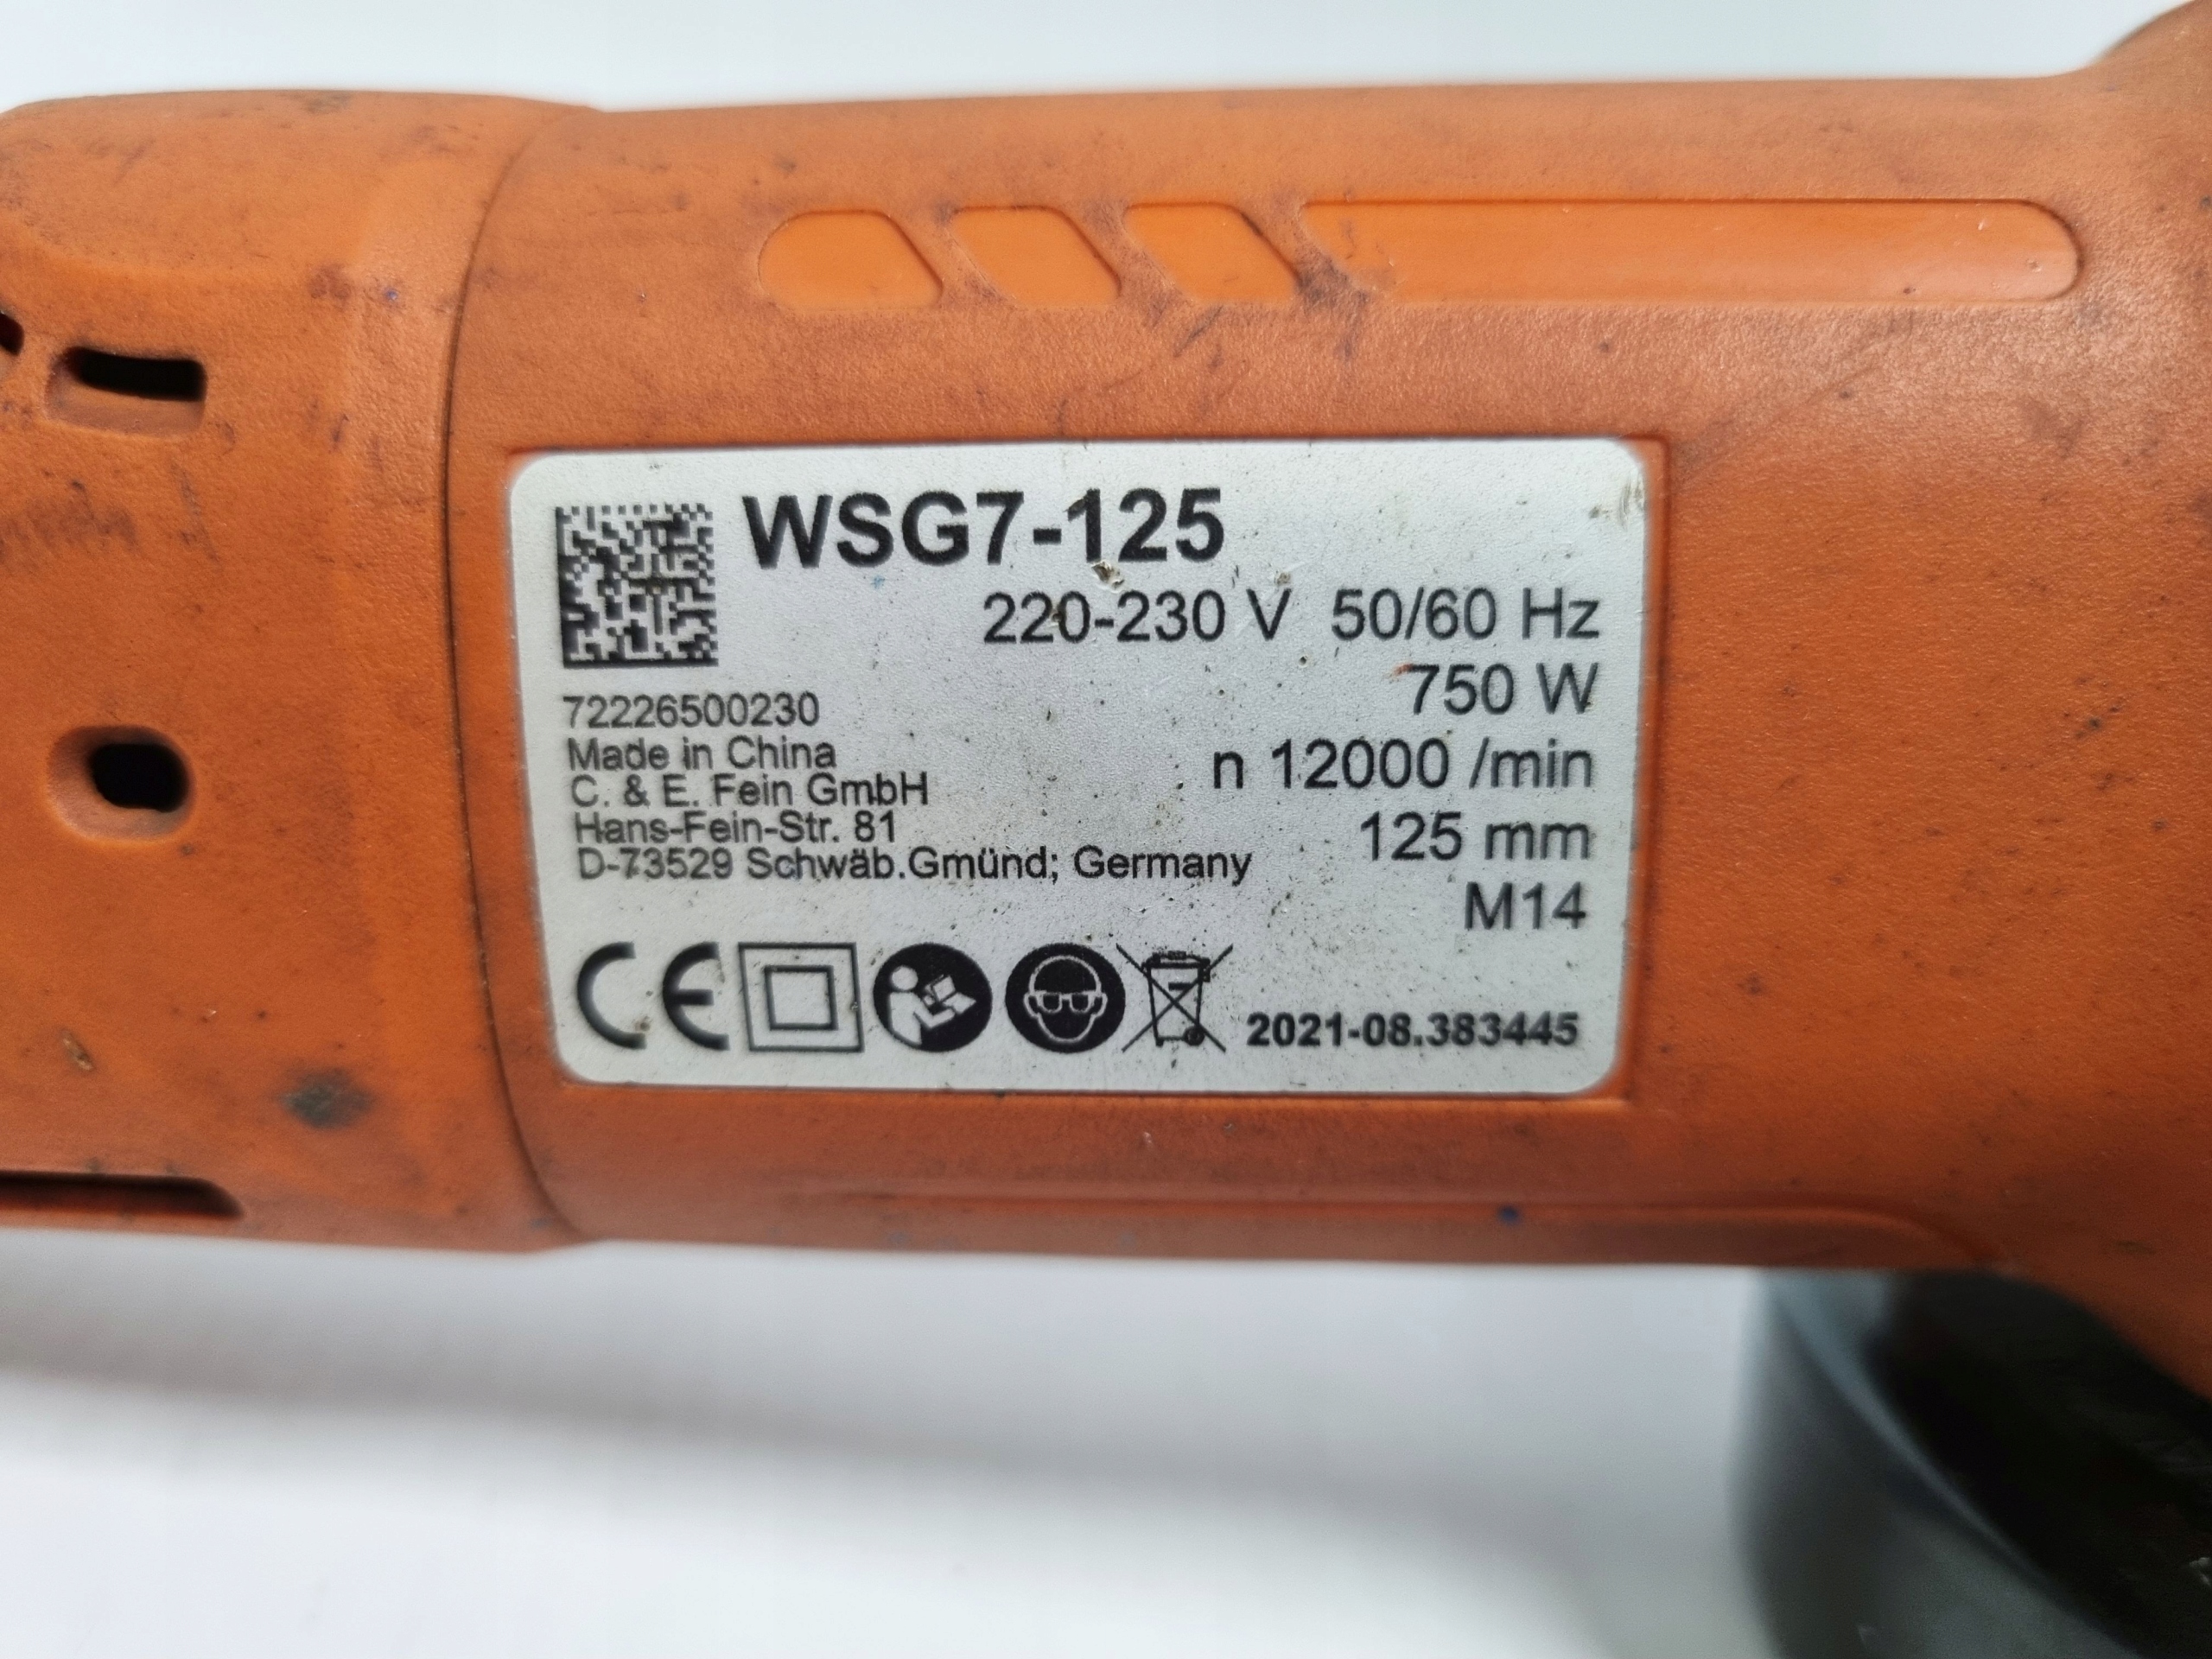 WSG7-125
220-230 V 50/60 Hz
750 W
n 12000 /min
125 mm
M14
72226500230
Made in China
C. & E. Fein GmbH
Hans-Fein-Str. 81
D-73529 Schwäb.Gmünd; Germany
CE
2021-08.383445